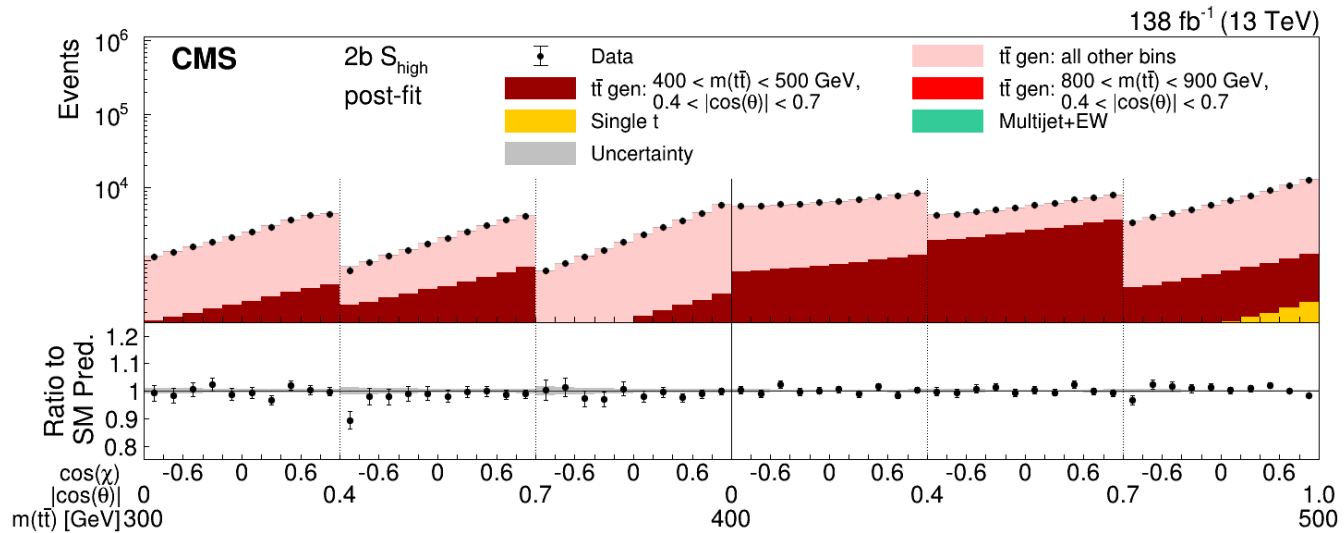 138 fb⁻¹ (13 TeV)
CMS
2b S_high
post-fit
Data
tt̄ gen: 400 < m(tt̄) < 500 GeV,
0.4 < |cos(θ)| < 0.7
Single t
Uncertainty
tt̄ gen: all other bins
tt̄ gen: 800 < m(tt̄) < 900 GeV,
0.4 < |cos(θ)| < 0.7
Multijet+EW
Events
10⁶
10⁵
10⁴
Ratio to
SM Pred.
1.2
1.1
1
0.9
0.8
cos(χ) -0.6 0 0.6 -0.6 0 0.6 -0.6 0 0.6 -0.6 0 0.6 -0.6 0 0.6 -0.6 0 0.6
|cos(θ)| 0 0.4 0.7 0 0.4 0.7 1.0
m(tt̄) [GeV] 300 400 500